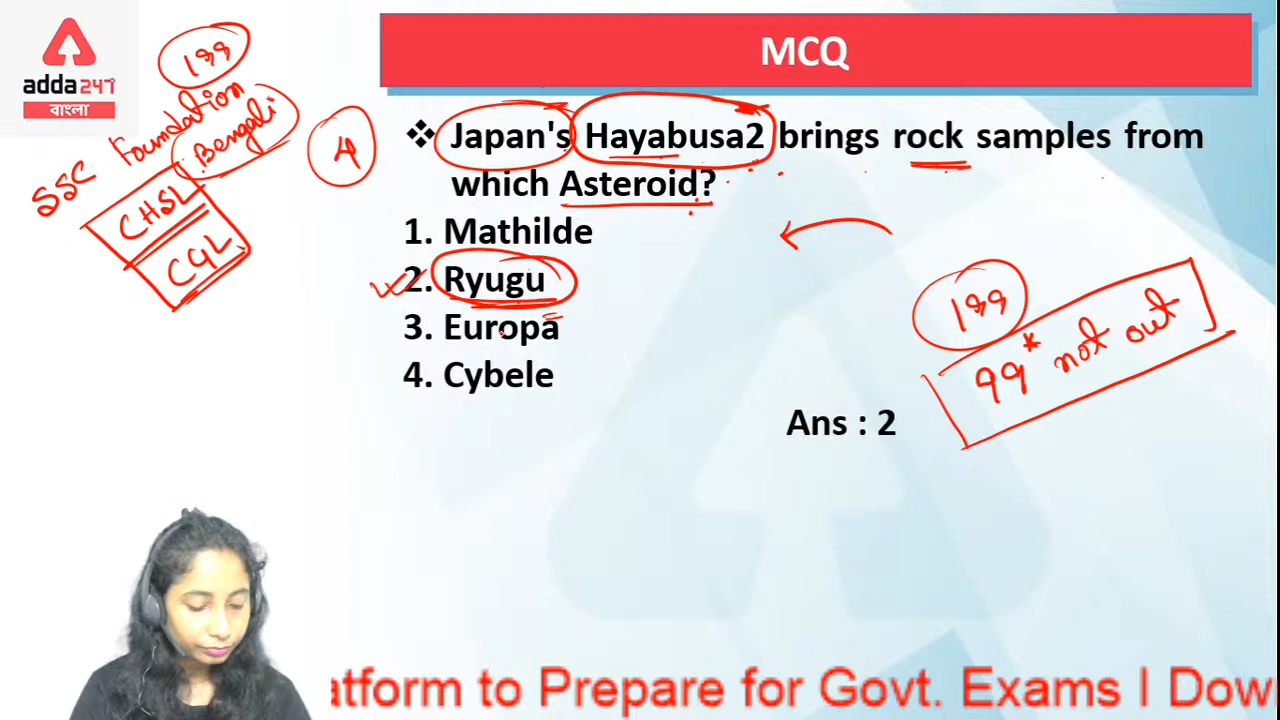 adda247
বাংলা
199
SSC Foundation
Bengali
CHSL
CGL
4
MCQ
❖ Japan's Hayabusa2 brings rock samples from
which Asteroid?
1. Mathilde
2. Ryugu
3. Europa
4. Cybele
Ans : 2
199
99* not out
atform to Prepare for Govt. Exams I Dow